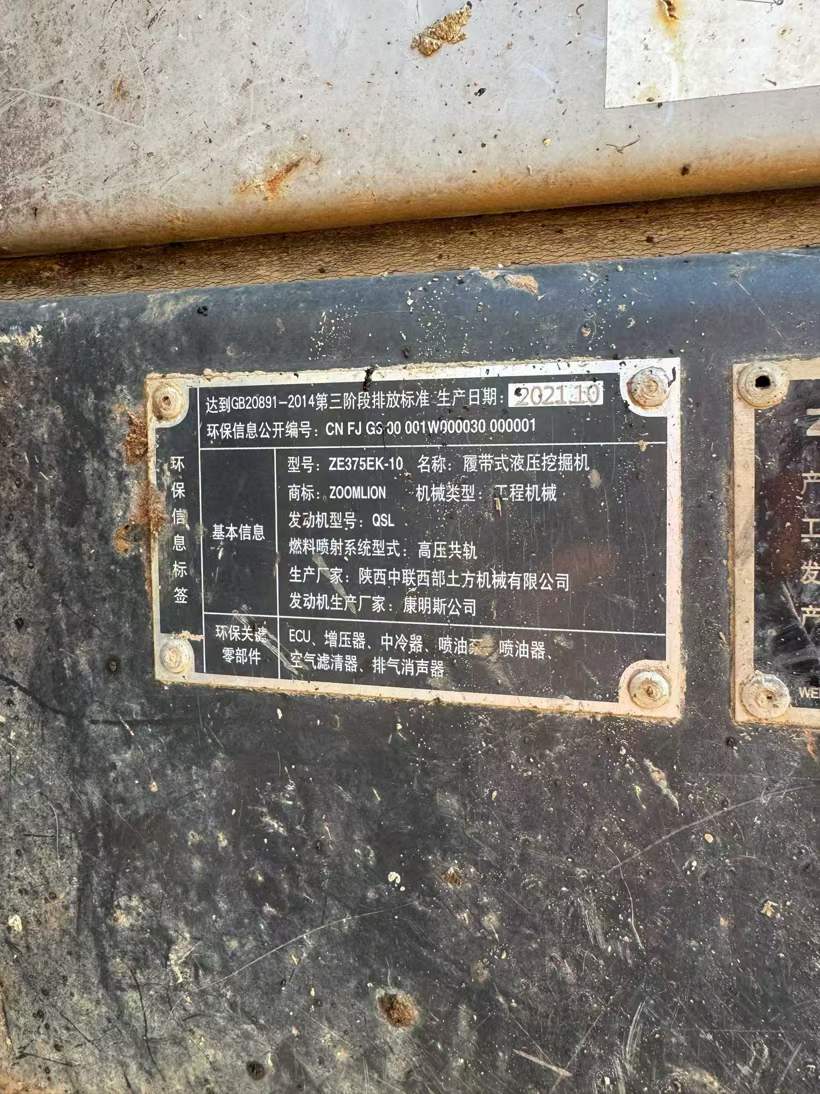 达到GB20891-2014第三阶段排放标准 生产日期： 2021.10
环保信息公开编号： CN FJ G3 00 001W000030 000001
环保信息标签
基本信息
型号： ZE375EK-10 名称： 履带式液压挖掘机
商标： ZOOMLION 机械类型： 工程机械
发动机型号： QSL
燃料喷射系统型式： 高压共轨
生产厂家： 陕西中联西部土方机械有限公司
发动机生产厂家： 康明斯公司
环保关键
零部件
ECU、增压器、中冷器、喷油泵、喷油器、
空气滤清器、排气消声器
产
工
发
产
WE